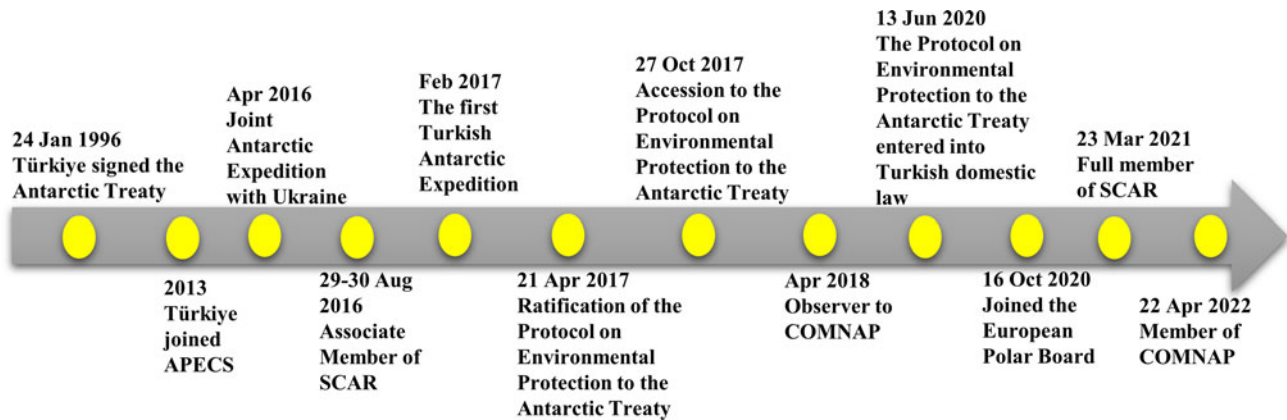 24 Jan 1996
Türkiye signed the
Antarctic Treaty
2013
Türkiye
joined
APECS
Apr 2016
Joint
Antarctic
Expedition
with Ukraine
29-30 Aug
2016
Associate
Member of
SCAR
Feb 2017
The first
Turkish
Antarctic
Expedition
21 Apr 2017
Ratification of the
Protocol on
Environmental
Protection to the
Antarctic Treaty
27 Oct 2017
Accession to the
Protocol on
Environmental
Protection to the
Antarctic Treaty
Apr 2018
Observer to
COMNAP
13 Jun 2020
The Protocol on
Environmental
Protection to the
Antarctic Treaty
entered into
Turkish domestic
law
16 Oct 2020
Joined the
European
Polar Board
23 Mar 2021
Full member
of SCAR
22 Apr 2022
Member of
COMNAP